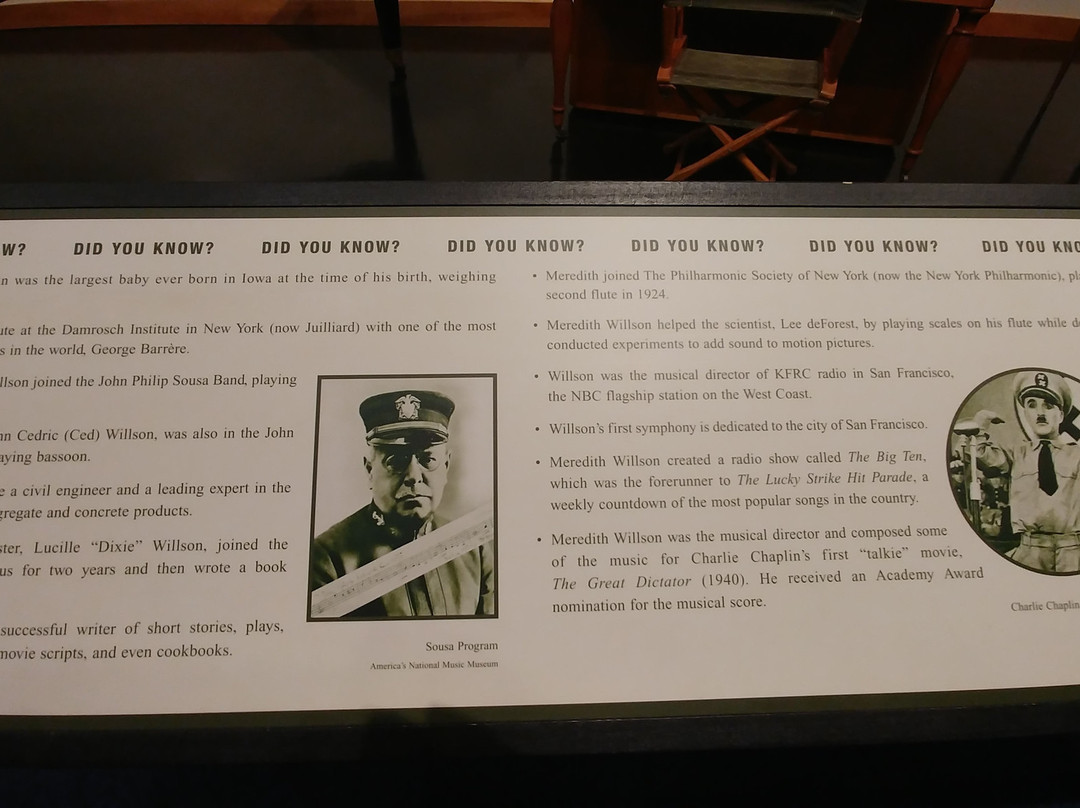 W? DID YOU KNOW? DID YOU KNOW? DID YOU KNOW? DID YOU KNOW? DID YOU KNOW? DID YOU KNO
n was the largest baby ever born in Iowa at the time of his birth, weighing
ute at the Damrosch Institute in New York (now Juilliard) with one of the most
s in the world, George Barrère.
llson joined the John Philip Sousa Band, playing
nn Cedric (Ced) Willson, was also in the John
aying bassoon.
e a civil engineer and a leading expert in the
gregate and concrete products.
ster, Lucille “Dixie” Willson, joined the
us for two years and then wrote a book
successful writer of short stories, plays,
movie scripts, and even cookbooks.
Sousa Program
America's National Music Museum
• Meredith joined The Philharmonic Society of New York (now the New York Philharmonic), pla
second flute in 1924.
• Meredith Willson helped the scientist, Lee deForest, by playing scales on his flute while d
conducted experiments to add sound to motion pictures.
• Willson was the musical director of KFRC radio in San Francisco,
the NBC flagship station on the West Coast.
• Willson's first symphony is dedicated to the city of San Francisco.
• Meredith Willson created a radio show called The Big Ten,
which was the forerunner to The Lucky Strike Hit Parade, a
weekly countdown of the most popular songs in the country.
• Meredith Willson was the musical director and composed some
of the music for Charlie Chaplin's first “talkie” movie,
The Great Dictator (1940). He received an Academy Award
nomination for the musical score.
Charlie Chaplin